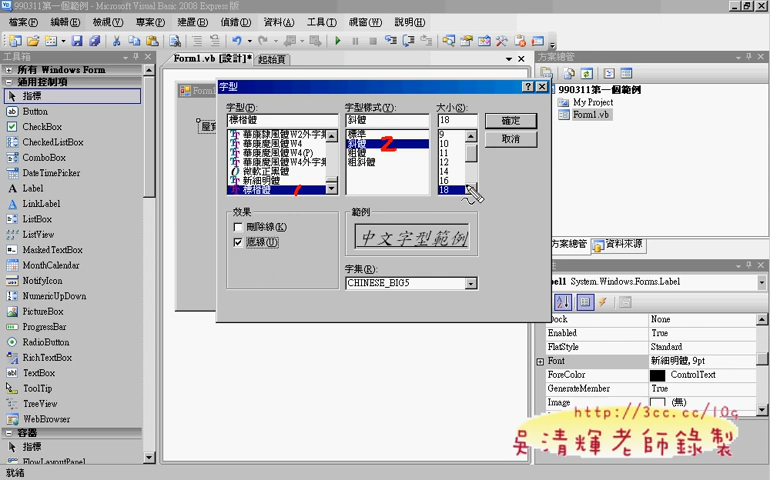 990311第一個範例 - Microsoft Visual Basic 2008 Express 版
檔案(F) 編輯(E) 檢視(V) 專案(P) 建置(B) 偵錯(D) 資料(A) 工具(T) 視窗(W) 說明(H)
工具箱
所有 Windows Form
通用控制項
指標
Button
CheckBox
CheckedListBox
ComboBox
DateTimePicker
Label
LinkLabel
ListBox
ListView
MaskedTextBox
MonthCalendar
NotifyIcon
NumericUpDown
PictureBox
ProgressBar
RadioButton
RichTextBox
TextBox
ToolTip
TreeView
WebBrowser
容器
指標
FlowLayoutPanel
就緒
Form1.vb [設計]* 起始頁
Form1
字型
字型(F):
標楷體
華康隸風體W2外字集
華康魔風體W4
華康魔風體W4(P)
華康魔風體W4外字集
微軟正黑體
新細明體
標楷體
1
字型樣式(Y):
斜體
標準
斜體
粗體
粗斜體
2
大小(S):
18
9
10
11
12
14
16
18
確定
取消
效果
刪除線(K)
底線(U)
範例
中文字型範例
字集(R):
CHINESE_BIG5
方案總管
990311第一個範例
My Project
Form1.vb
方案總管 資料來源
System.Windows.Forms.Label
Dock None
Enabled True
FlatStyle Standard
Font 新細明體, 9pt
ForeColor ControlText
GenerateMember True
Image (無)
http://3cc.cc/10q
吳清輝老師錄製